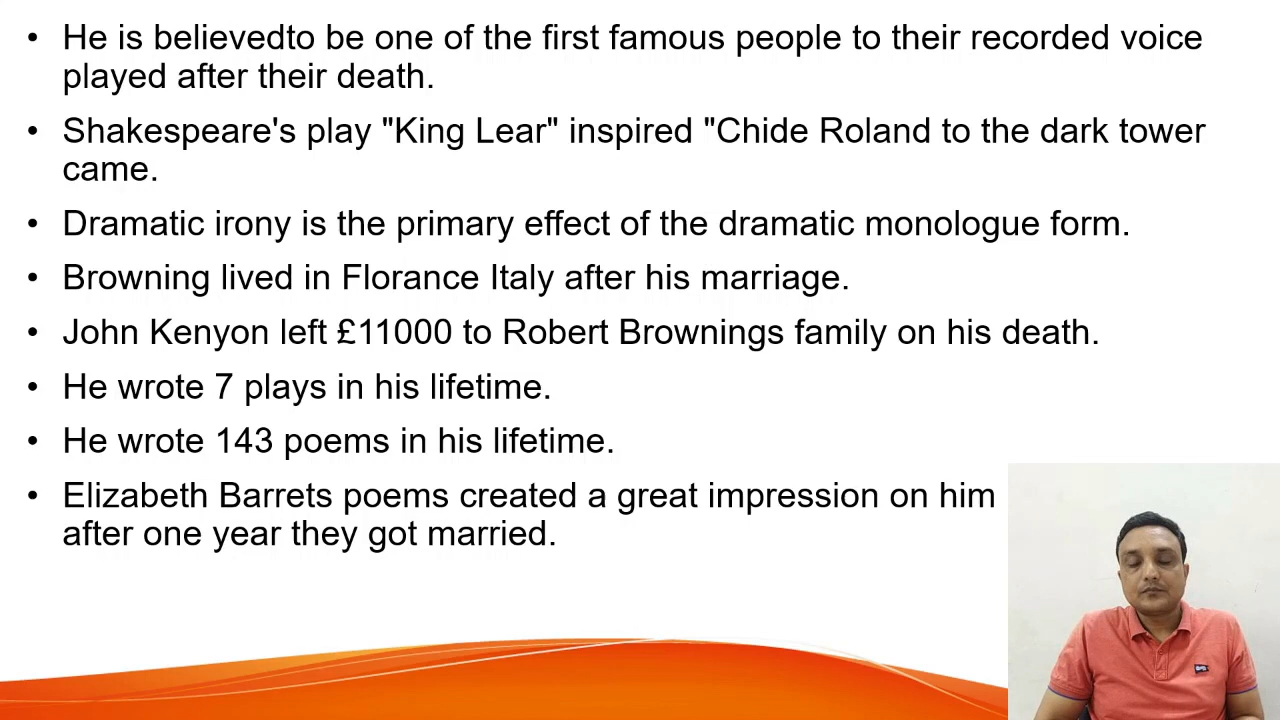 • He is believedto be one of the first famous people to their recorded voice
played after their death.
• Shakespeare's play "King Lear" inspired "Chide Roland to the dark tower
came.
• Dramatic irony is the primary effect of the dramatic monologue form.
• Browning lived in Florance Italy after his marriage.
• John Kenyon left £11000 to Robert Brownings family on his death.
• He wrote 7 plays in his lifetime.
• He wrote 143 poems in his lifetime.
• Elizabeth Barrets poems created a great impression on him
after one year they got married.